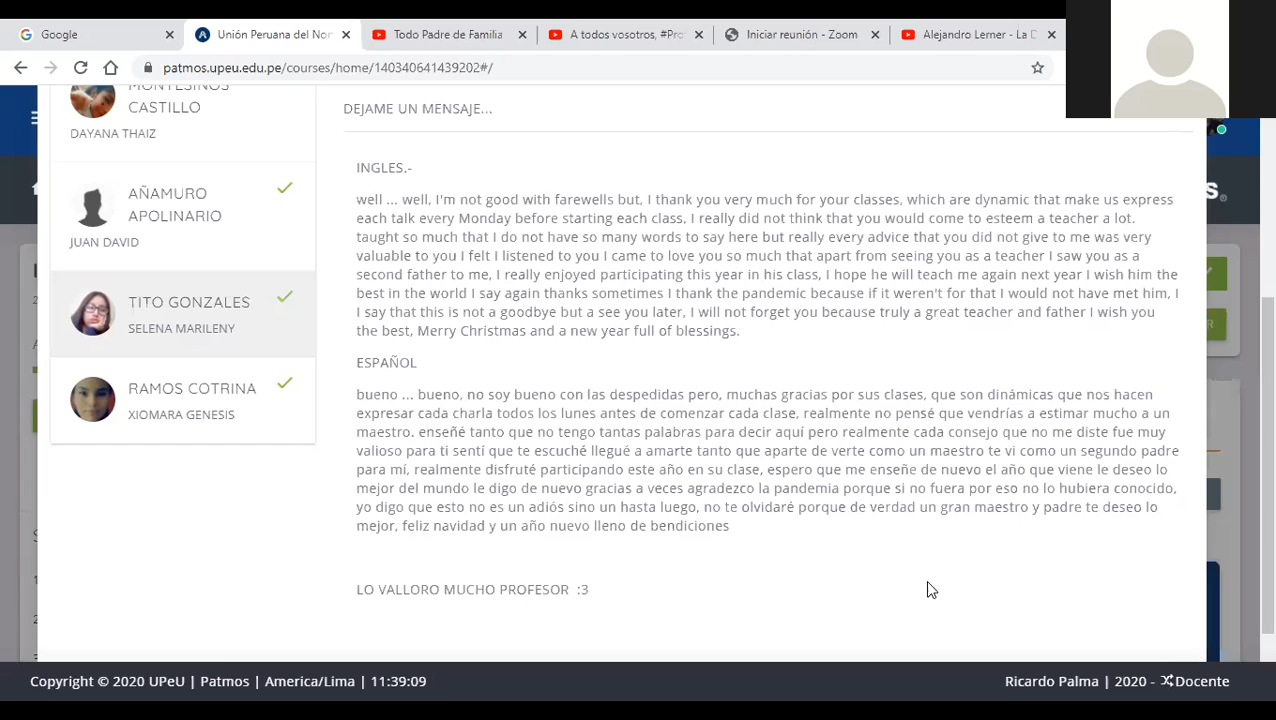 Google
Unión Peruana del Nor
Todo Padre de Familia
A todos vosotros, #Pro
Iniciar reunión - Zoom
Alejandro Lerner - La D
patmos.upeu.edu.pe/courses/home/140340641439202#/
MONTESINOS
CASTILLO
DAYANA THAIZ
AÑAMURO
APOLINARIO
JUAN DAVID
TITO GONZALES
SELENA MARILENY
RAMOS COTRINA
XIOMARA GENESIS
DEJAME UN MENSAJE...
INGLES.-
well ... well, I'm not good with farewells but, I thank you very much for your classes, which are dynamic that make us express
each talk every Monday before starting each class, I really did not think that you would come to esteem a teacher a lot.
taught so much that I do not have so many words to say here but really every advice that you did not give to me was very
valuable to you I felt I listened to you I came to love you so much that apart from seeing you as a teacher I saw you as a
second father to me, I really enjoyed participating this year in his class, I hope he will teach me again next year I wish him the
best in the world I say again thanks sometimes I thank the pandemic because if it weren't for that I would not have met him, I
I say that this is not a goodbye but a see you later, I will not forget you because truly a great teacher and father I wish you
the best, Merry Christmas and a new year full of blessings.
ESPAÑOL
bueno ... bueno, no soy bueno con las despedidas pero, muchas gracias por sus clases, que son dinámicas que nos hacen
expresar cada charla todos los lunes antes de comenzar cada clase, realmente no pensé que vendrías a estimar mucho a un
maestro. enseñé tanto que no tengo tantas palabras para decir aquí pero realmente cada consejo que no me diste fue muy
valioso para ti sentí que te escuché llegué a amarte tanto que aparte de verte como un maestro te vi como un segundo padre
para mí, realmente disfruté participando este año en su clase, espero que me enseñe de nuevo el año que viene le deseo lo
mejor del mundo le digo de nuevo gracias a veces agradezco la pandemia porque si no fuera por eso no lo hubiera conocido,
yo digo que esto no es un adiós sino un hasta luego, no te olvidaré porque de verdad un gran maestro y padre te deseo lo
mejor, feliz navidad y un año nuevo lleno de bendiciones
LO VALLORO MUCHO PROFESOR :3
Copyright © 2020 UPeU | Patmos | America/Lima | 11:39:09
Ricardo Palma | 2020 - Docente